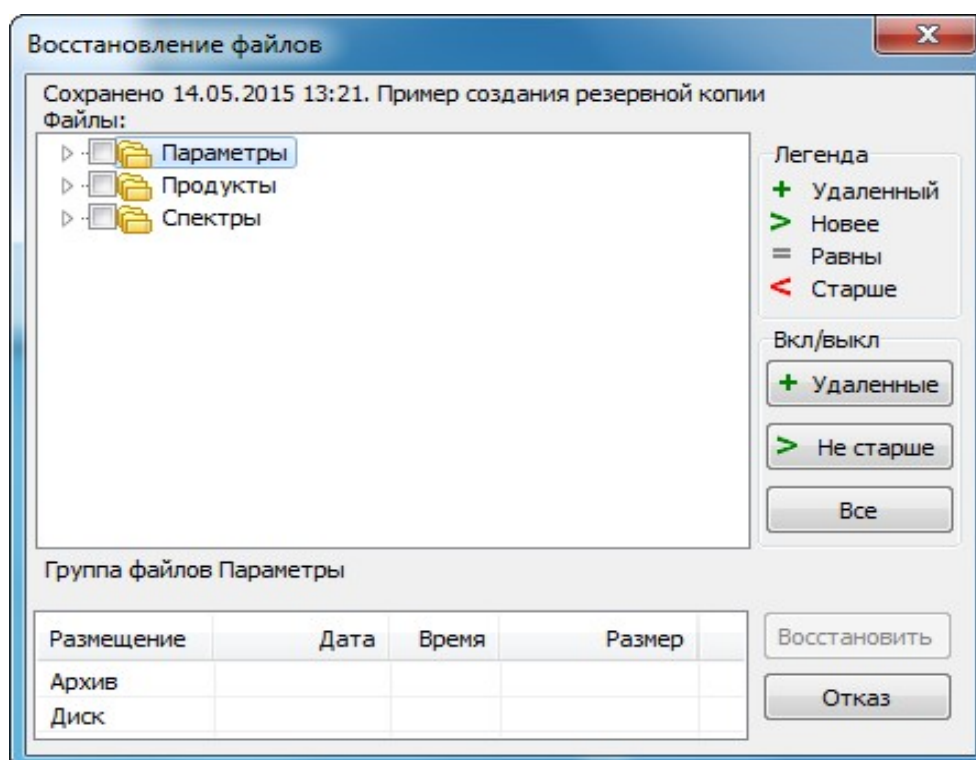 Восстановление файлов
Сохранено 14.05.2015 13:21. Пример создания резервной копии
Файлы:
Параметры
Продукты
Спектры
Легенда
+ Удаленный
> Новее
= Равны
< Старше
Вкл/выкл
+ Удаленные
> Не старше
Все
Группа файлов Параметры
Размещение Дата Время Размер
Архив
Диск
Восстановить
Отказ